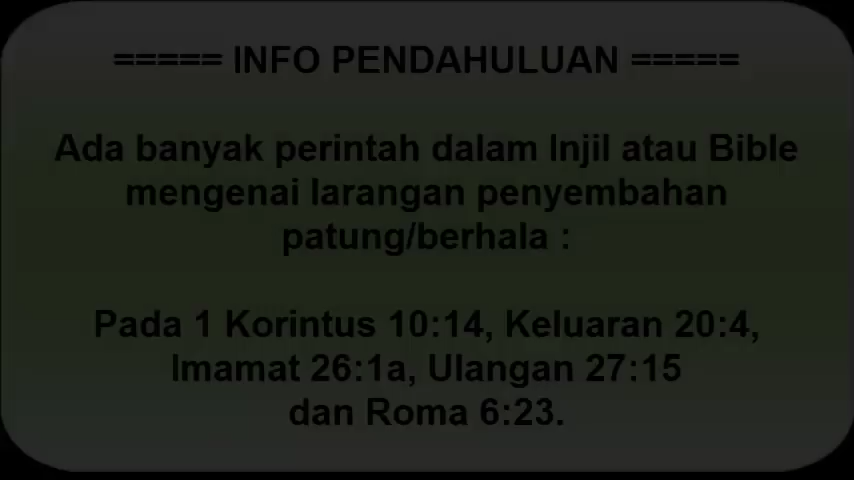 ===== INFO PENDAHULUAN =====
Ada banyak perintah dalam Injil atau Bible
mengenai larangan penyembahan
patung/berhala :
Pada 1 Korintus 10:14, Keluaran 20:4,
Imamat 26:1a, Ulangan 27:15
dan Roma 6:23.